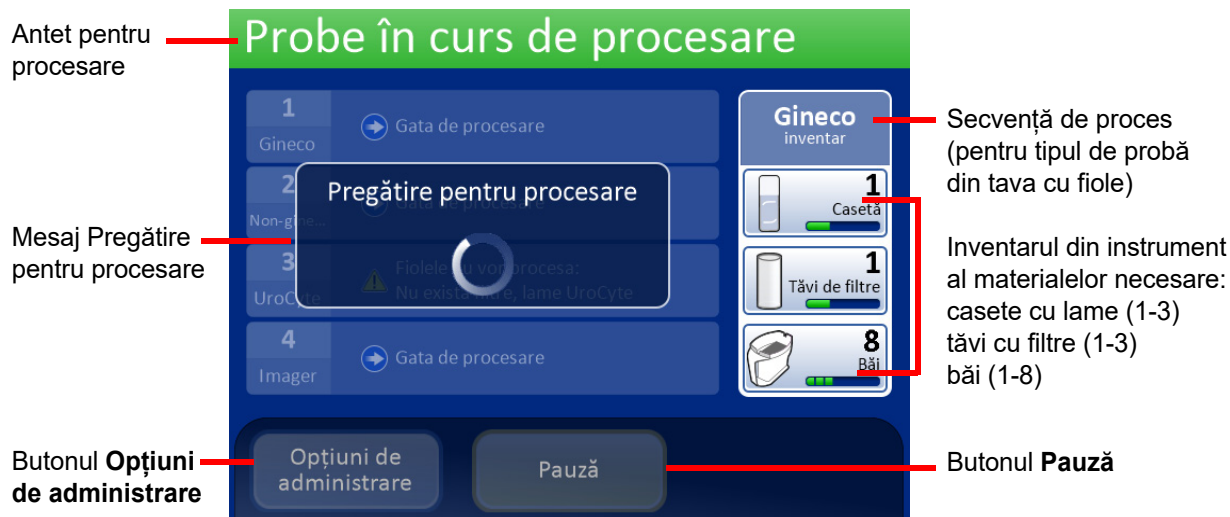 Antet pentru
procesare
Probe în curs de procesare
1
Gineco
Gata de procesare
2
Non-gine...
Gata de procesare
3
UroCyte
Fiolele nu vor procesa:
Nu există filtre, lame UroCyte
4
Imager
Gata de procesare
Pregătire pentru procesare
Mesaj Pregătire
pentru procesare
Gineco
inventar
1
Casetă
1
Tăvi de filtre
8
Băi
Secvență de proces
(pentru tipul de probă
din tava cu fiole)
Inventarul din instrument
al materialelor necesare:
casete cu lame (1-3)
tăvi cu filtre (1-3)
băi (1-8)
Butonul Opțiuni
de administrare
Opțiuni de
administrare
Pauză
Butonul Pauză